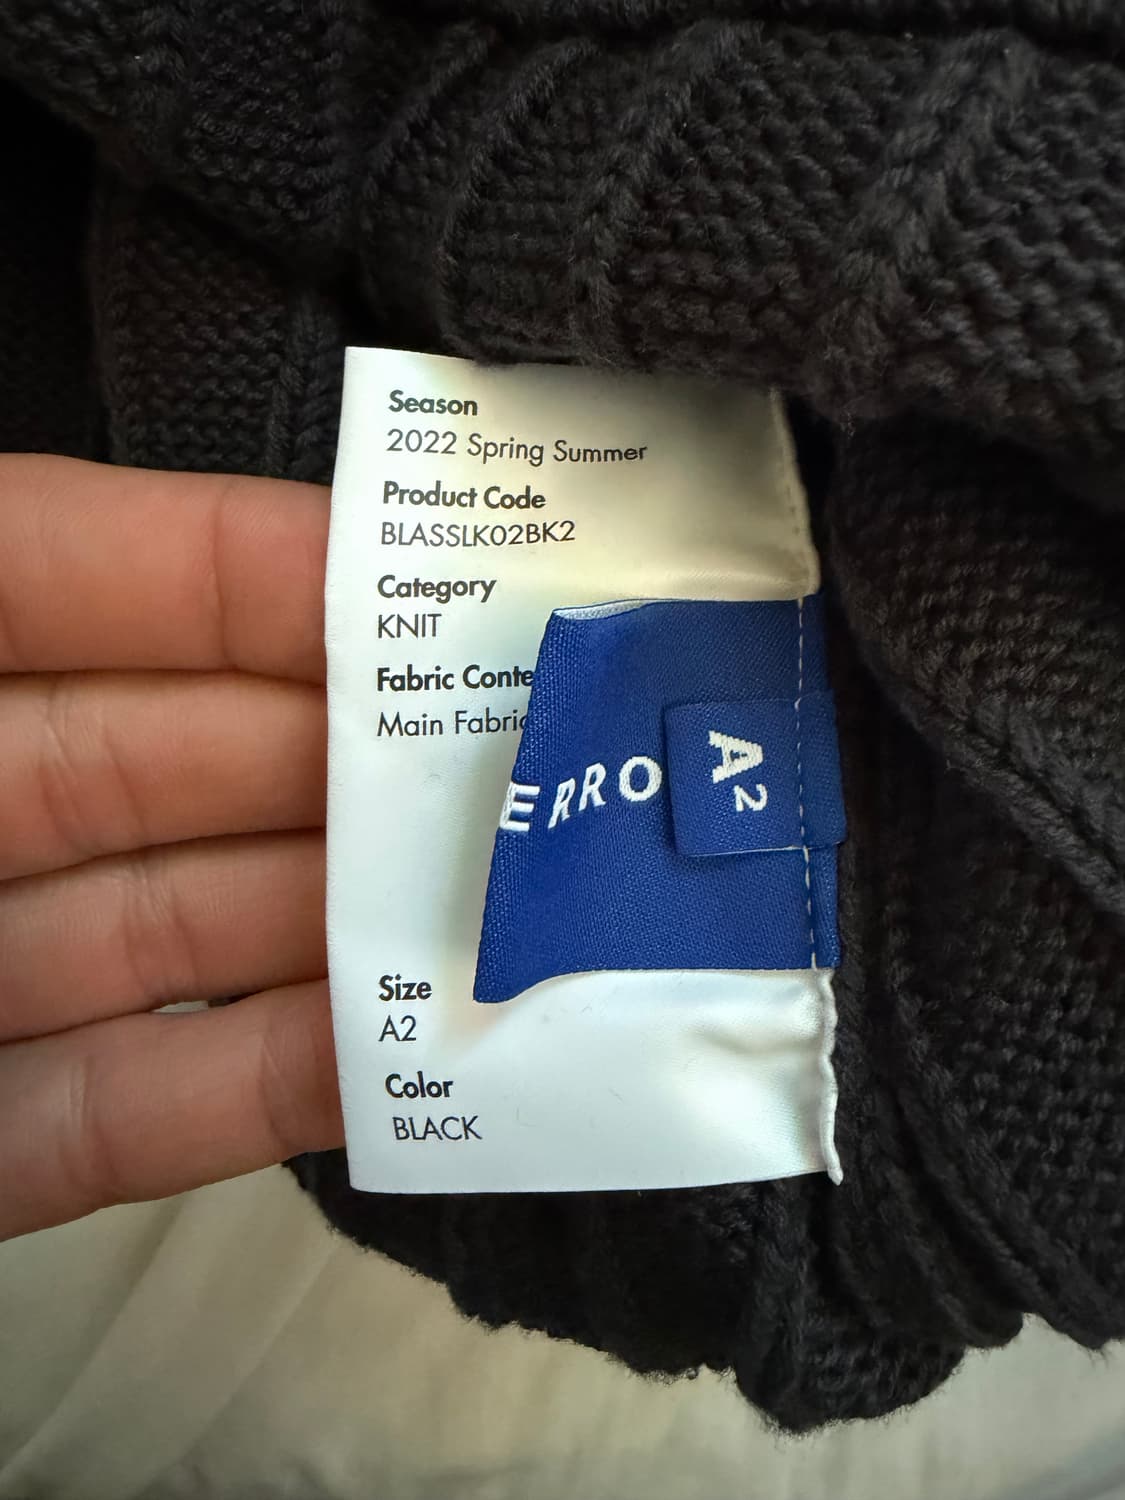 Season
2022 Spring Summer
Product Code
BLASSLK02BK2
Category
KNIT
Fabric Conte
Main Fabric
ERRO
A2
Size
A2
Color
BLACK